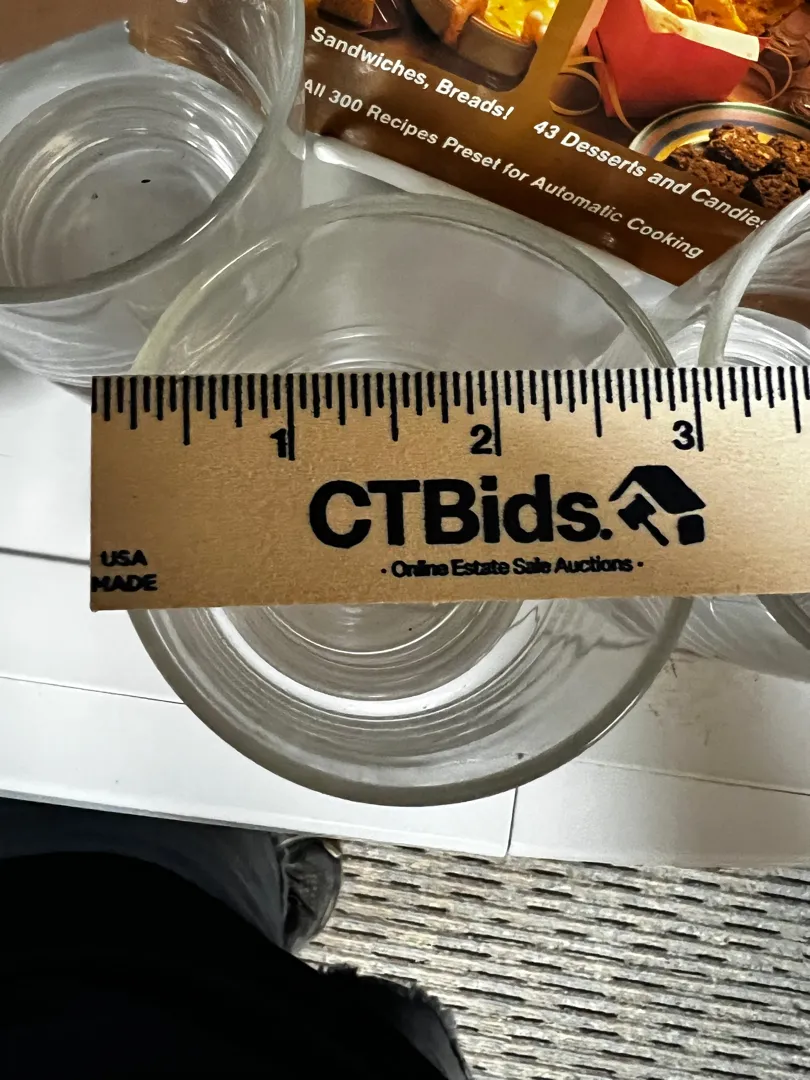 Sandwiches, Breads!
43 Desserts and Candies
All 300 Recipes Preset for Automatic Cooking
1 2 3
CTBids.
· Online Estate Sale Auctions ·
USA
MADE